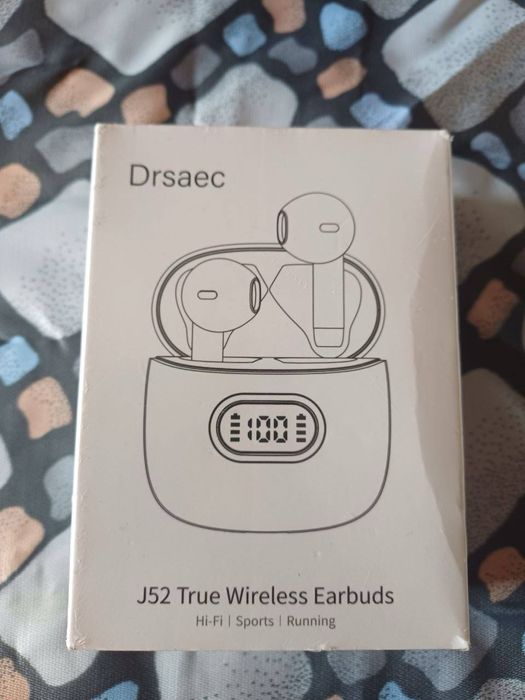 Drsaec
100
J52 True Wireless Earbuds
Hi-Fi | Sports | Running